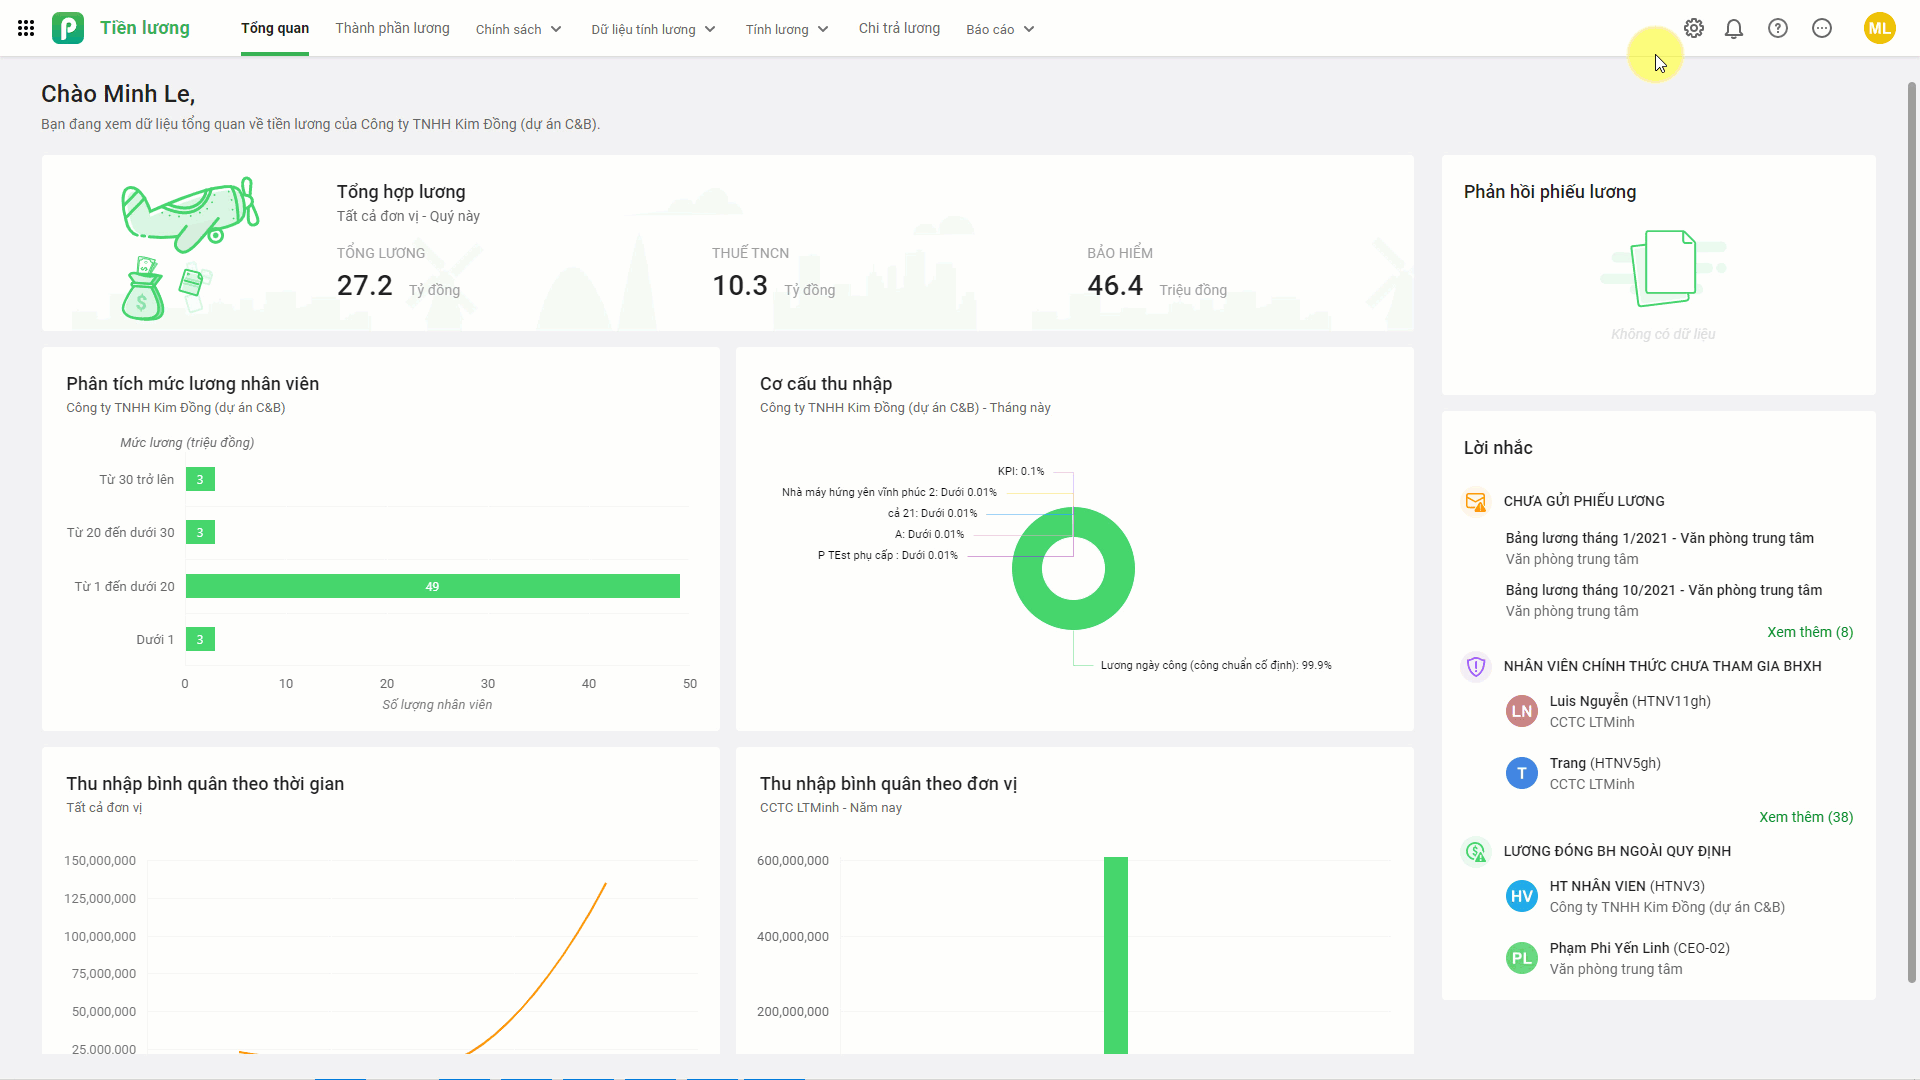 Tiền lương
Tổng quan
Thành phần lương
Chính sách
Dữ liệu tính lương
Tính lương
Chi trả lương
Báo cáo
ML
Chào Minh Le,
Bạn đang xem dữ liệu tổng quan về tiền lương của Công ty TNHH Kim Đồng (dự án C&B).
Tổng hợp lương
Tất cả đơn vị - Quý này
TỔNG LƯƠNG
27.2 Tỷ đồng
THUẾ TNCN
10.3 Tỷ đồng
BẢO HIỂM
46.4 Triệu đồng
Phản hồi phiếu lương
Không có dữ liệu
Phân tích mức lương nhân viên
Công ty TNHH Kim Đồng (dự án C&B)
Mức lương (triệu đồng)
Từ 30 trở lên
3
Từ 20 đến dưới 30
3
Từ 1 đến dưới 20
49
Dưới 1
3
0 10 20 30 40 50
Số lượng nhân viên
Cơ cấu thu nhập
Công ty TNHH Kim Đồng (dự án C&B) - Tháng này
KPI: 0.1%
Nhà máy hứng yên vĩnh phúc 2: Dưới 0.01%
cả 21: Dưới 0.01%
A: Dưới 0.01%
P TEst phụ cấp : Dưới 0.01%
Lương ngày công (công chuẩn cố định): 99.9%
Lời nhắc
CHƯA GỬI PHIẾU LƯƠNG
Bảng lương tháng 1/2021 - Văn phòng trung tâm
Văn phòng trung tâm
Bảng lương tháng 10/2021 - Văn phòng trung tâm
Văn phòng trung tâm
Xem thêm (8)
NHÂN VIÊN CHÍNH THỨC CHƯA THAM GIA BHXH
LN
Luis Nguyễn (HTNV11gh)
CCTC LTMinh
T
Trang (HTNV5gh)
CCTC LTMinh
Xem thêm (38)
LƯƠNG ĐÓNG BH NGOÀI QUY ĐỊNH
HV
HT NHÂN VIEN (HTNV3)
Công ty TNHH Kim Đồng (dự án C&B)
PL
Phạm Phi Yến Linh (CEO-02)
Văn phòng trung tâm
Thu nhập bình quân theo thời gian
Tất cả đơn vị
150,000,000
125,000,000
100,000,000
75,000,000
50,000,000
25,000,000
Thu nhập bình quân theo đơn vị
CCTC LTMinh - Năm nay
600,000,000
400,000,000
200,000,000